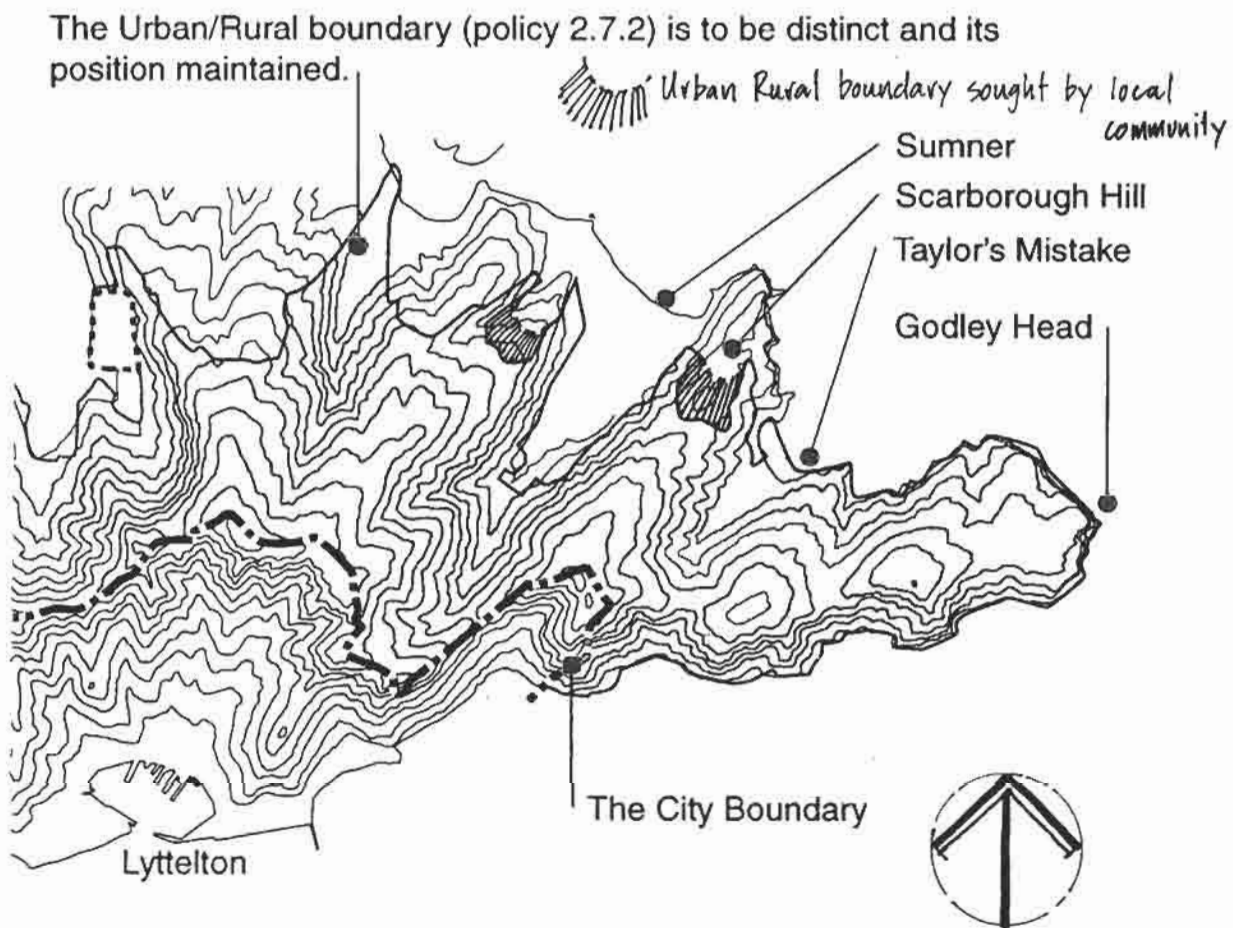 The Urban/Rural boundary (policy 2.7.2) is to be distinct and its
position maintained.
Urban Rural boundary sought by local
community
Sumner
Scarborough Hill
Taylor's Mistake
Godley Head
The City Boundary
Lyttelton